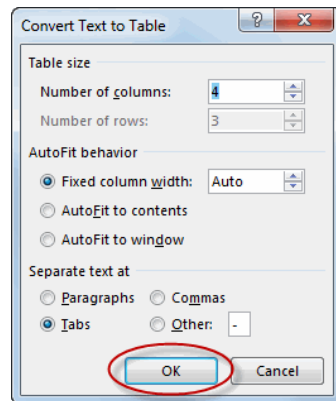 Convert Text to Table
?
Table size
Number of columns: 4
Number of rows: 3
AutoFit behavior
Fixed column width: Auto
AutoFit to contents
AutoFit to window
Separate text at
Paragraphs Commas
Tabs Other: -
OK Cancel